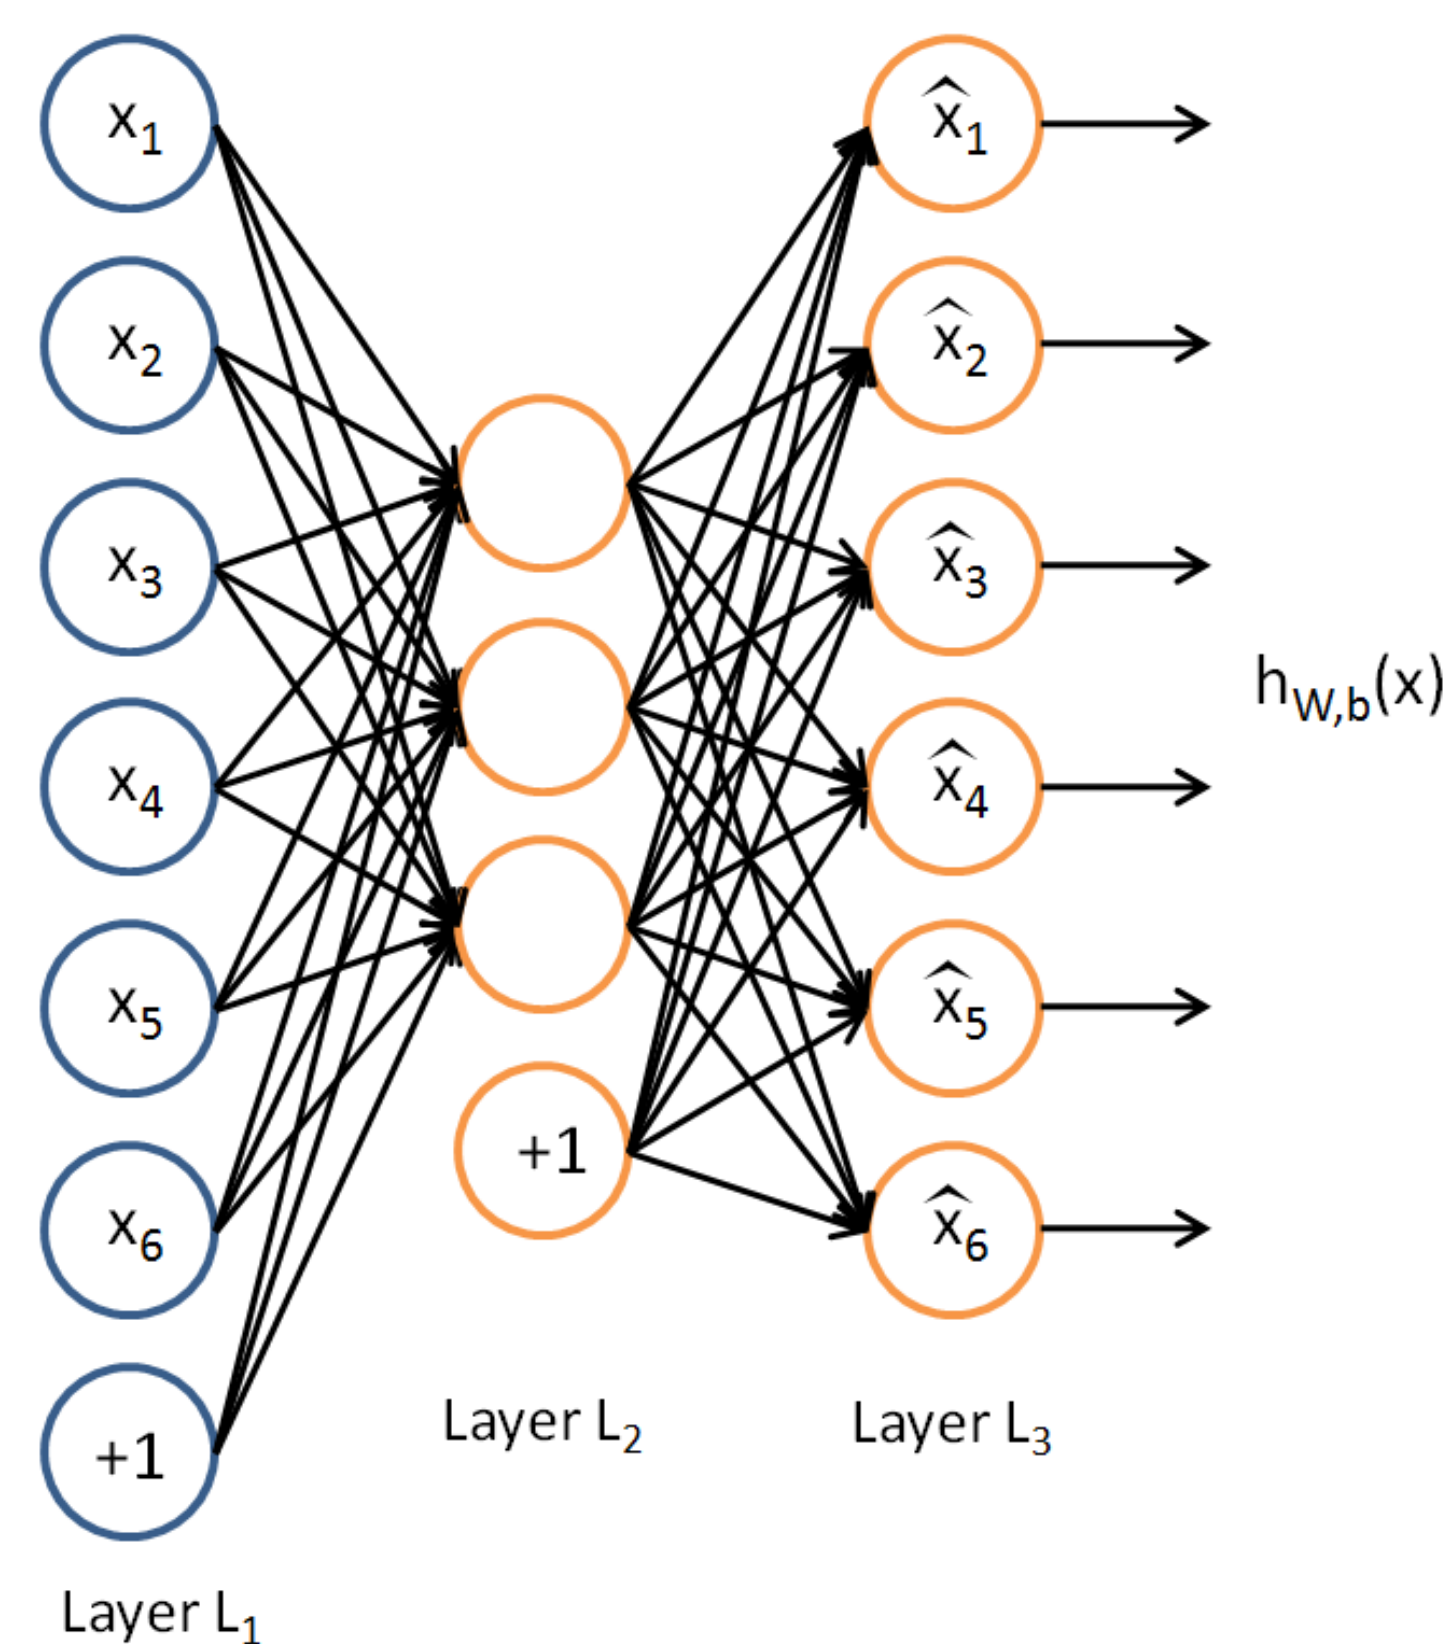 x₁
x₂
x₃
x₄
x₅
x₆
+1
Layer L₁
+1
Layer L₂
x̂₁
x̂₂
x̂₃
x̂₄
x̂₅
x̂₆
Layer L₃
h_{W,b}(x)